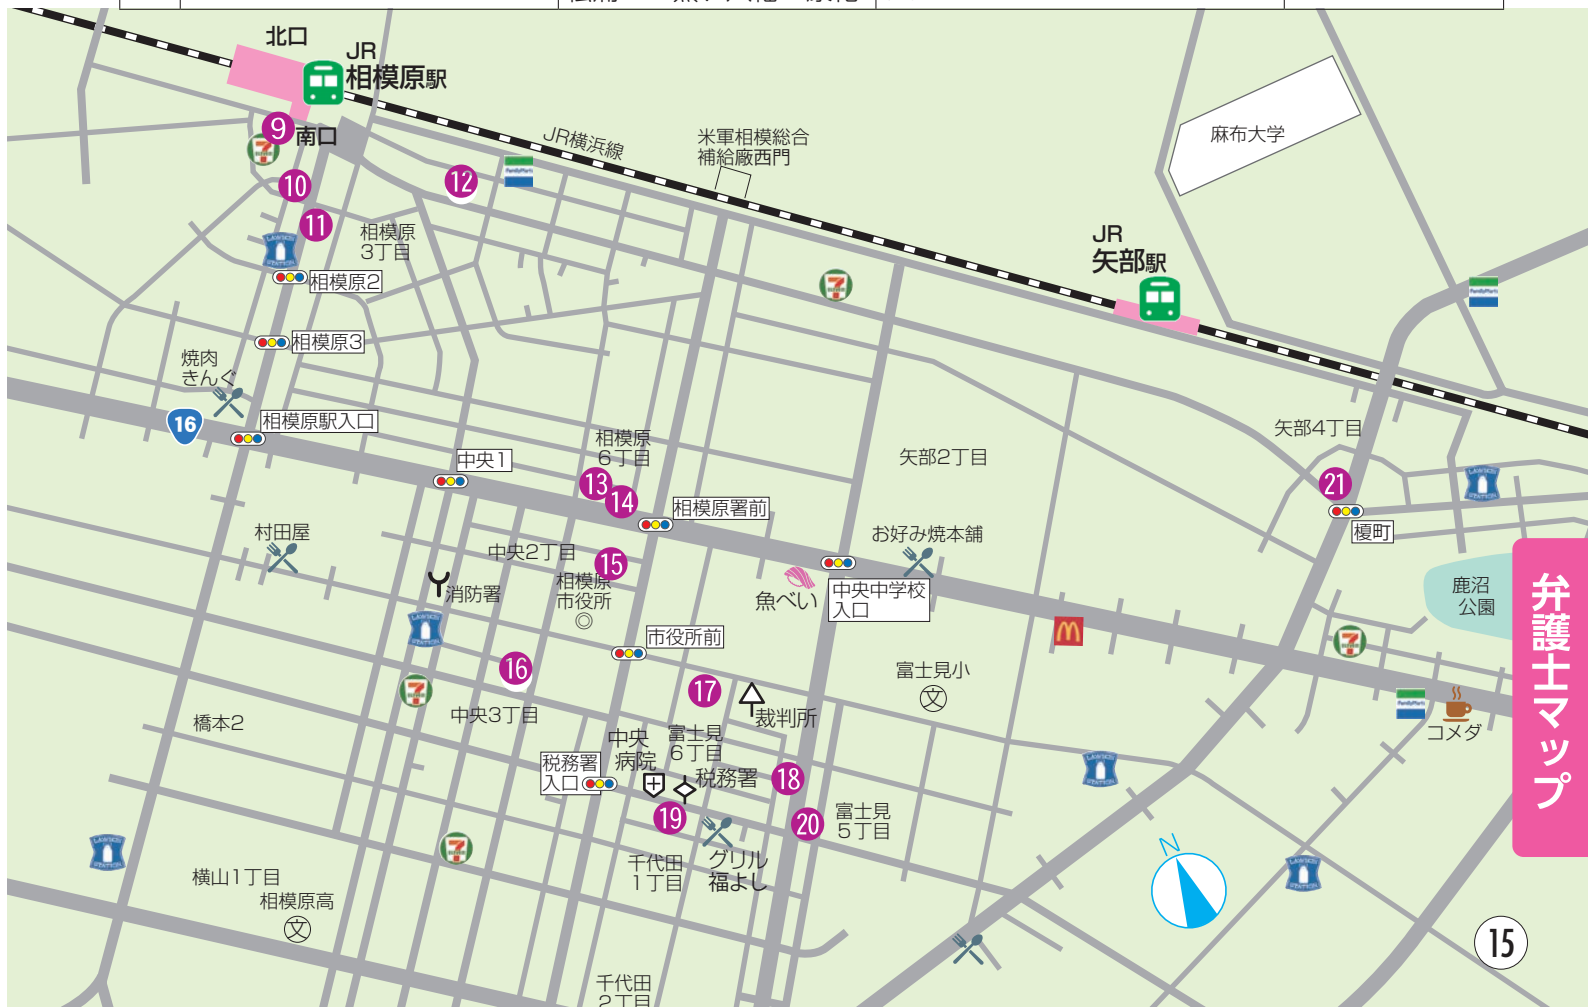 北口
JR
相模原駅
9
南口
JR横浜線
米軍相模総合
補給廠西門
麻布大学
10
11
12
相模原
3丁目
相模原2
相模原3
JR
矢部駅
焼肉
きんぐ
16
相模原駅入口
中央1
相模原
6丁目
13
14
相模原署前
矢部2丁目
矢部4丁目
21
榎町
村田屋
中央2丁目
15
消防署
相模原
市役所
お好み焼本舗
魚べい
中央中学校
入口
鹿沼
公園
市役所前
16
17
富士見小
文
裁判所
中央3丁目
橋本2
富士見
6丁目
中央
病院
税務署
入口
税務署
18
19
20
富士見
5丁目
コメダ
千代田
1丁目
グリル
福よし
横山1丁目
相模原高
文
千代田
2丁目
N
弁護士マップ
15